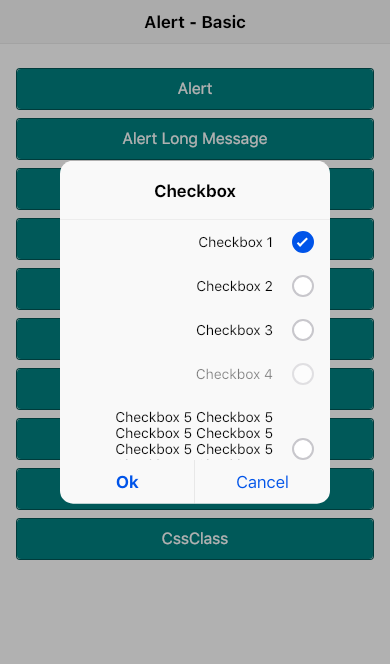 Alert - Basic
Alert
Alert Long Message
Checkbox
Checkbox 1
Checkbox 2
Checkbox 3
Checkbox 4
Checkbox 5 Checkbox 5
Checkbox 5 Checkbox 5
Checkbox 5 Checkbox 5
Ok
Cancel
CssClass